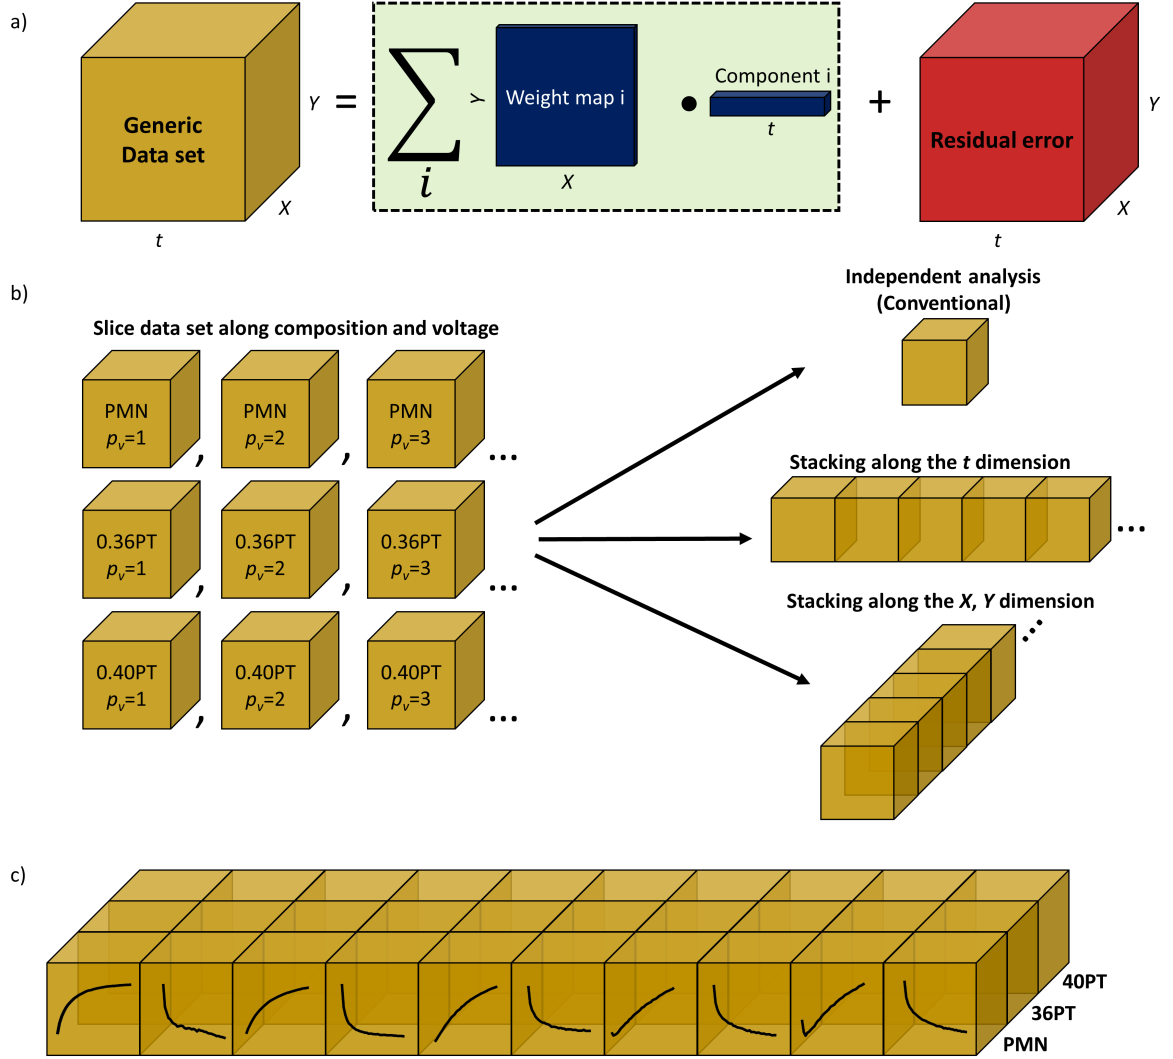 a)
Generic
Data set
Y
X
t
=
∑
i
Y
Weight map i
X
•
Component i
t
+
Residual error
Y
X
t
b)
Slice data set along composition and voltage
PMN
pv=1
,
PMN
pv=2
,
PMN
pv=3
...
0.36PT
pv=1
,
0.36PT
pv=2
,
0.36PT
pv=3
...
0.40PT
pv=1
,
0.40PT
pv=2
,
0.40PT
pv=3
...
Independent analysis
(Conventional)
Stacking along the t dimension
...
Stacking along the X, Y dimension
...
c)
40PT
36PT
PMN